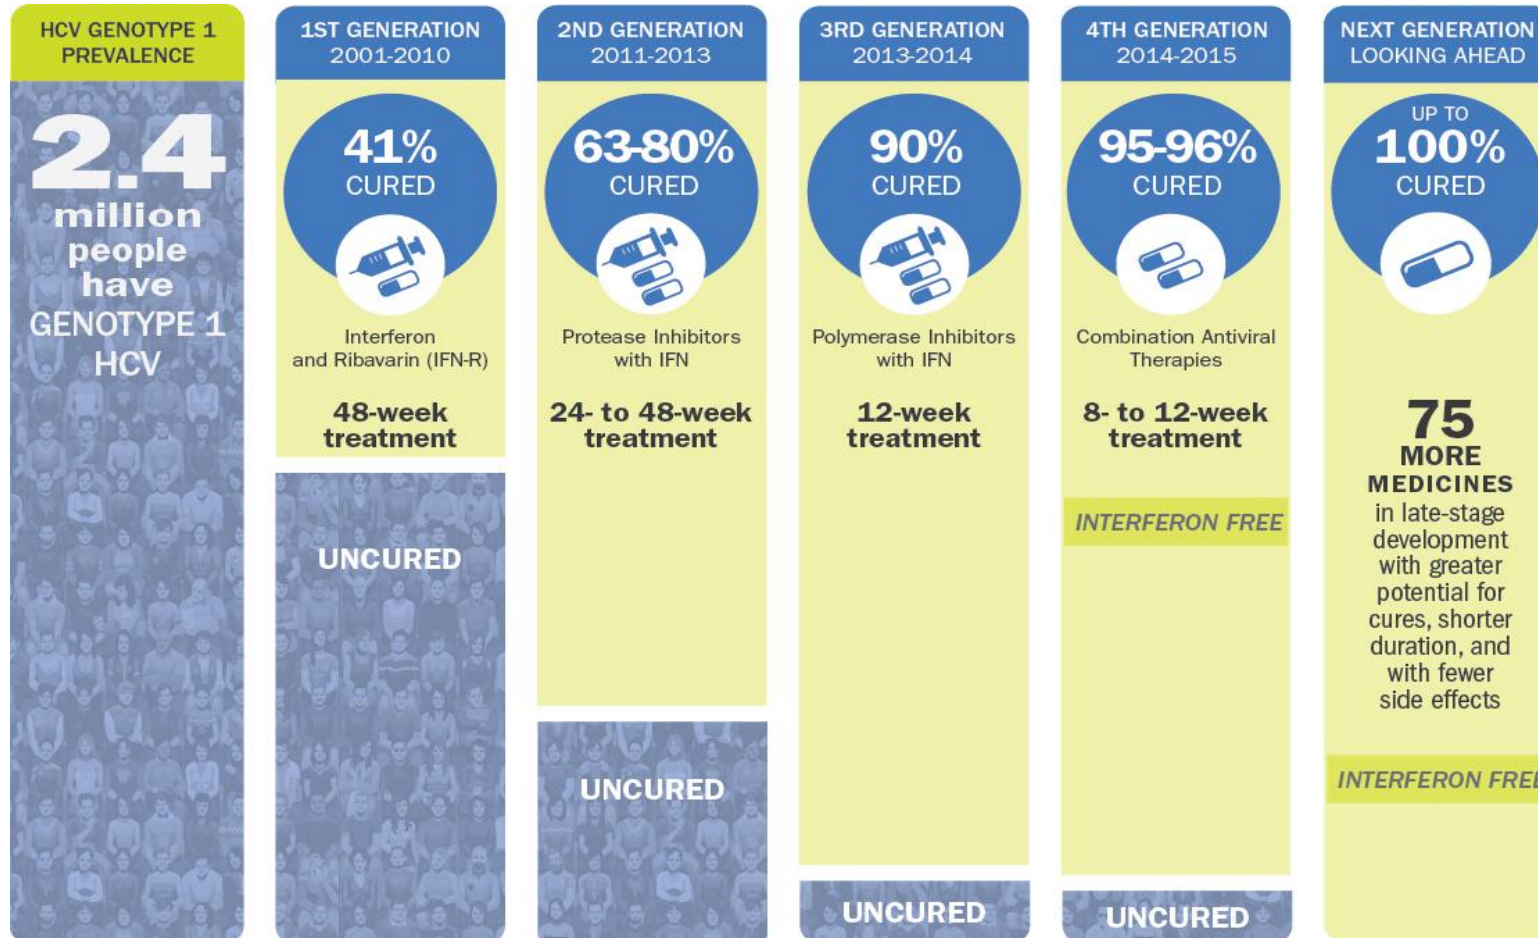 HCV GENOTYPE 1
PREVALENCE
2.4
million
people
have
GENOTYPE 1
HCV
1ST GENERATION
2001-2010
41%
CURED
Interferon
and Ribavarin (IFN-R)
48-week
treatment
UNCURED
2ND GENERATION
2011-2013
63-80%
CURED
Protease Inhibitors
with IFN
24- to 48-week
treatment
UNCURED
3RD GENERATION
2013-2014
90%
CURED
Polymerase Inhibitors
with IFN
12-week
treatment
UNCURED
4TH GENERATION
2014-2015
95-96%
CURED
Combination Antiviral
Therapies
8- to 12-week
treatment
INTERFERON FREE
UNCURED
NEXT GENERATION
LOOKING AHEAD
UP TO
100%
CURED
75
MORE
MEDICINES
in late-stage
development
with greater
potential for
cures, shorter
duration, and
with fewer
side effects
INTERFERON FREE